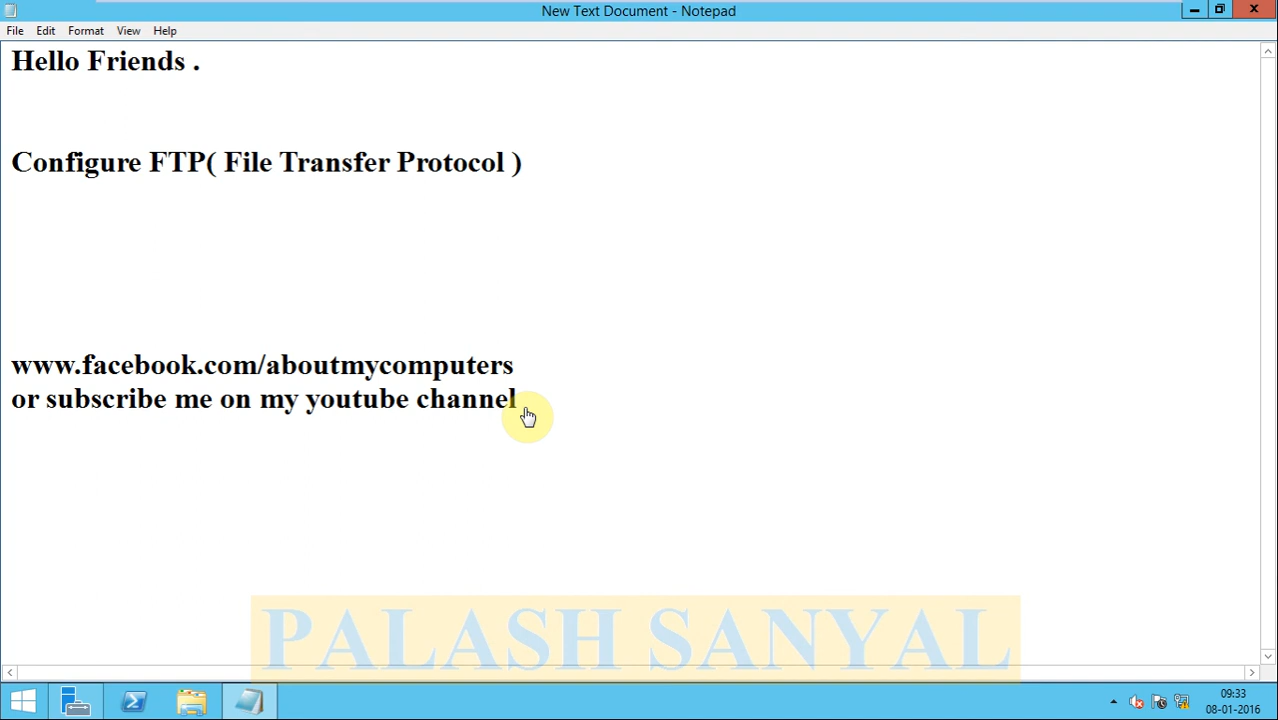 New Text Document - Notepad
File Edit Format View Help
Hello Friends .
Configure FTP( File Transfer Protocol )
www.facebook.com/aboutmycomputers
or subscribe me on my youtube channel
PALASH SANYAL
09:33
08-01-2016